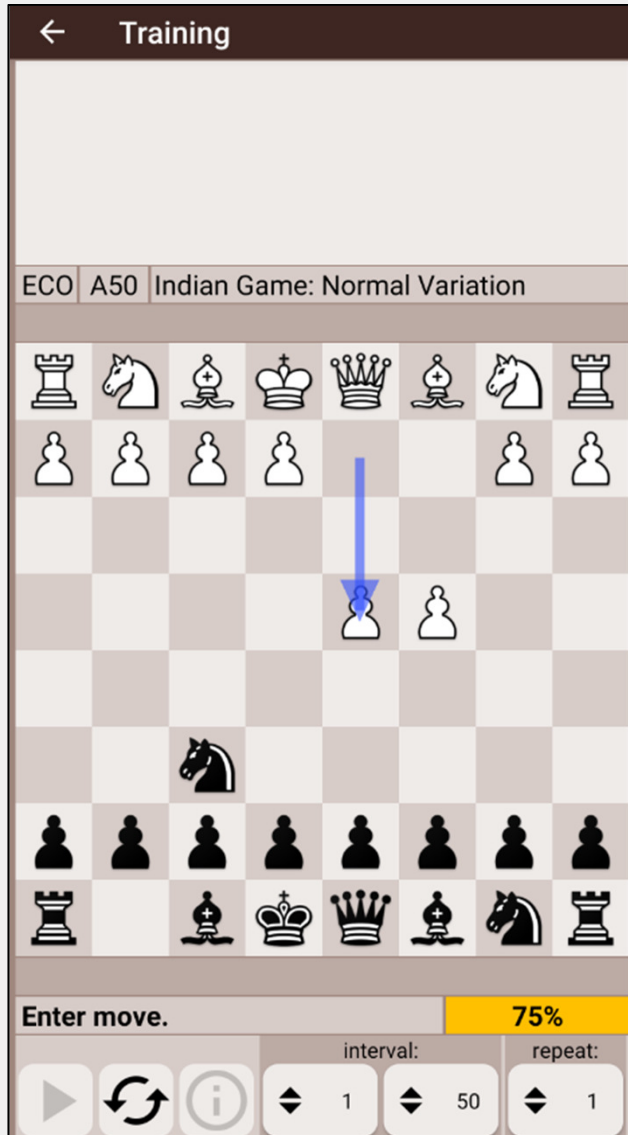 Training
ECO A50 Indian Game: Normal Variation
Enter move. 75%
interval: repeat:
1 50 1